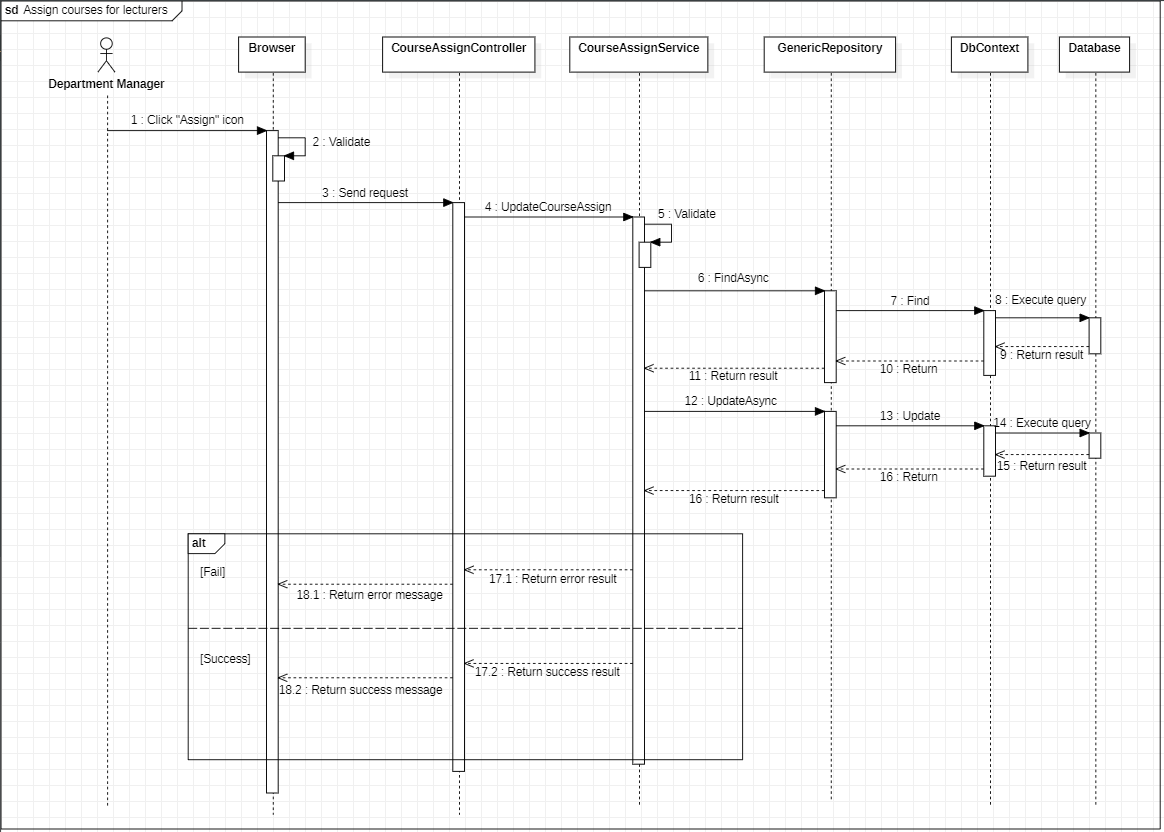 sd Assign courses for lecturers
Browser
CourseAssignController
CourseAssignService
GenericRepository
DbContext
Database
Department Manager
1 : Click "Assign" icon
2 : Validate
3 : Send request
4 : UpdateCourseAssign
5 : Validate
6 : FindAsync
7 : Find
8 : Execute query
9 : Return result
10 : Return
11 : Return result
12 : UpdateAsync
13 : Update
14 : Execute query
15 : Return result
16 : Return
16 : Return result
alt
[Fail]
17.1 : Return error result
18.1 : Return error message
[Success]
17.2 : Return success result
18.2 : Return success message